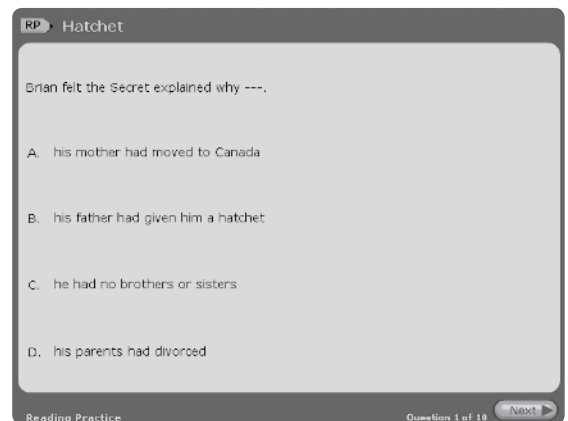 RP Hatchet
Brian felt the Secret explained why ---.
A. his mother had moved to Canada
B. his father had given him a hatchet
C. he had no brothers or sisters
D. his parents had divorced
Reading Practice
Question 1 of 10
Next